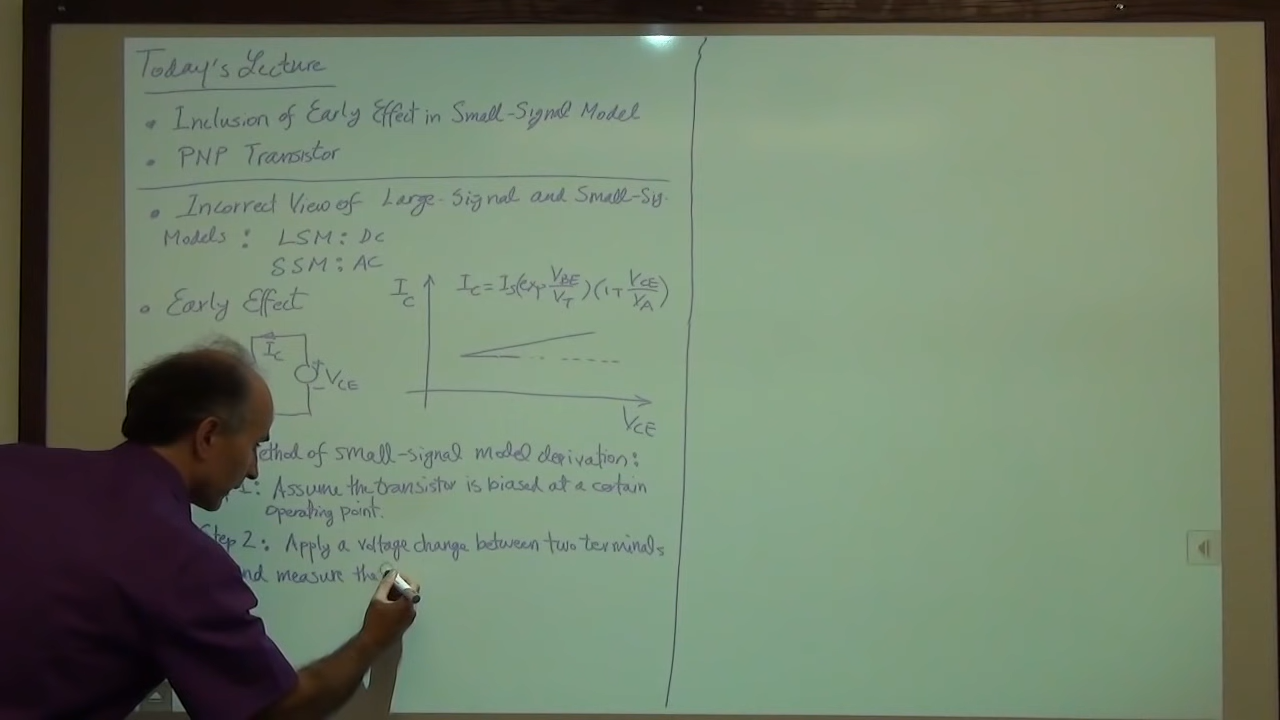 Today's Lecture
• Inclusion of Early Effect in Small-Signal Model
• PNP Transistor
• Incorrect View of Large-Signal and Small-Sig.
Models : LSM : DC
SSM : AC
• Early Effect
I_C
I_C = I_S(exp V_BE/V_T)(1+ V_CE/V_A)
I_C
+
-
V_CE
V_CE
ethod of small-signal model derivation:
1: Assume the transistor is biased at a certain
operating point.
Step 2: Apply a voltage change between two terminals
nd measure the